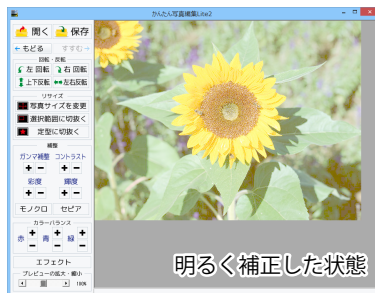 かんたん写真編集Lite2
開く 保存
もどる すすむ
回転・反転
左 回転 右 回転
上下反転 左右反転
リサイズ
写真サイズを変更
選択範囲に切抜く
定型に切抜く
補整
ガンマ補整 コントラスト
+ − + −
彩度 輝度
+ − + −
モノクロ セピア
カラーバランス
赤 + − 青 + − 緑 + −
エフェクト
プレビューの拡大・縮小
100%
明るく補正した状態